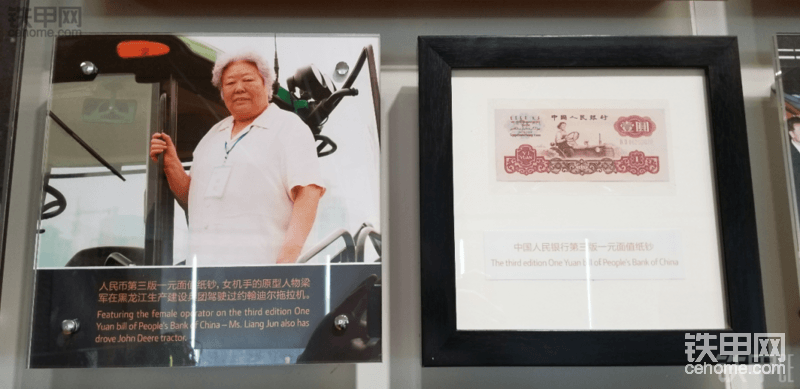 铁甲网
cehome.com
人民币第三版一元面值纸钞，女机手的原型人物梁
军在黑龙江生产建设兵团驾驶过约翰迪尔拖拉机。
Featuring the female operator on the third edition One
Yuan bill of People's Bank of China – Ms. Liang Jun also has
drove John Deere tractor.
中国人民银行
壹圆
中国人民银行第三版一元面值纸钞
The third edition One Yuan bill of People's Bank of China
铁甲网
cehome.com